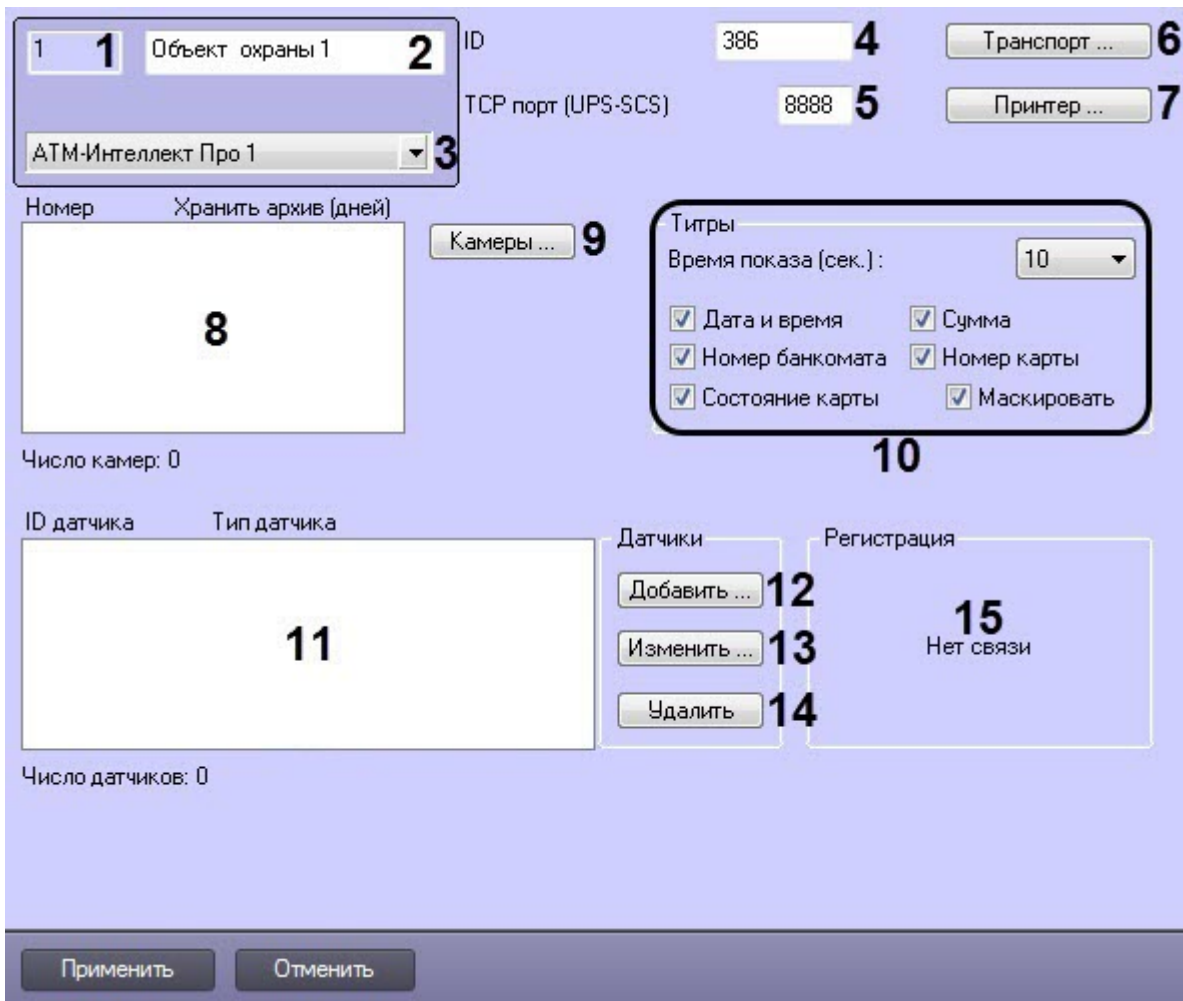 1 1 Объект охраны 1 2 ID 386 4 Транспорт ... 6
TCP порт (UPS-SCS) 8888 5 Принтер ... 7
АТМ-Интеллект Про 1 3
Номер Хранить архив (дней)
Камеры ... 9
8
Число камер: 0
Титры
Время показа (сек.) : 10
Дата и время Сумма
Номер банкомата Номер карты
Состояние карты Маскировать
10
ID датчика Тип датчика
11
Датчики
Добавить ... 12
Изменить ... 13
Удалить 14
Регистрация
15
Нет связи
Число датчиков: 0
Применить Отменить